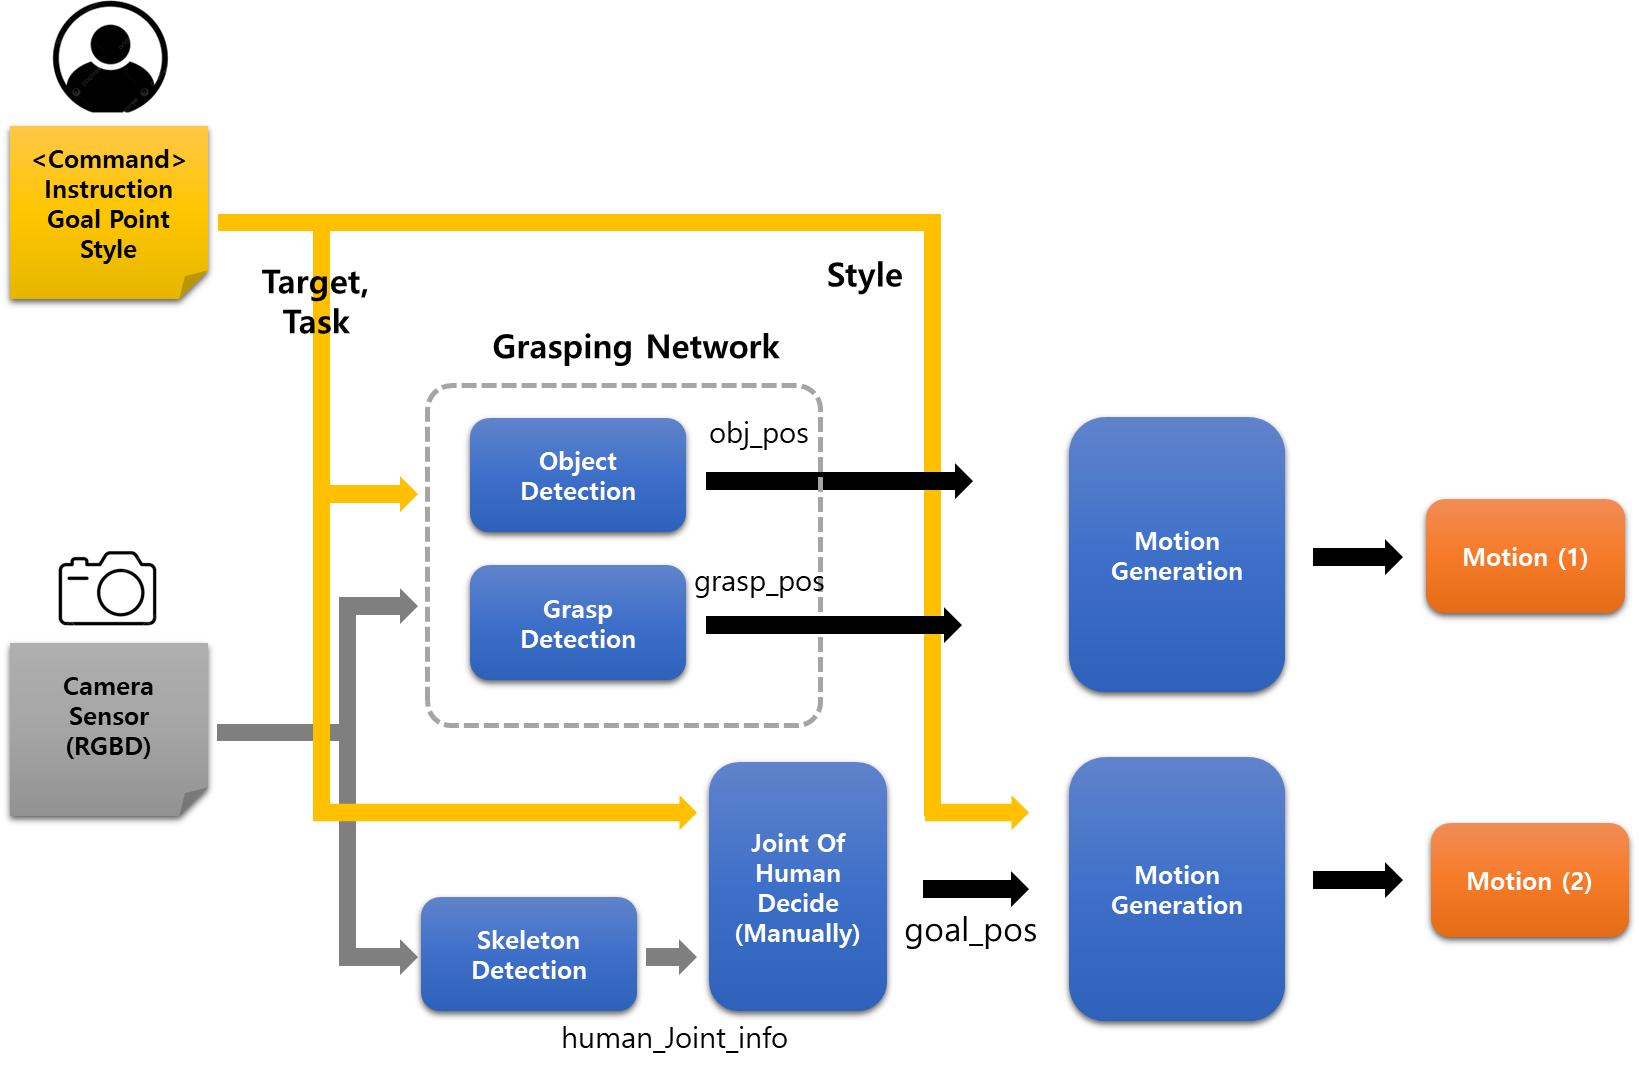 <Command>
Instruction
Goal Point
Style
Target,
Task
Style
Grasping Network
Object
Detection
obj_pos
Grasp
Detection
grasp_pos
Motion
Generation
Motion (1)
Camera
Sensor
(RGBD)
Joint Of
Human
Decide
(Manually)
goal_pos
Motion
Generation
Motion (2)
Skeleton
Detection
human_Joint_info